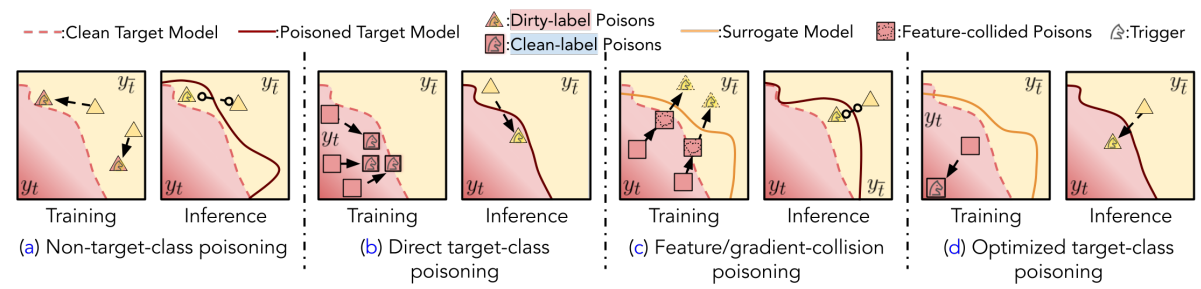 :Clean Target Model :Poisoned Target Model :Dirty-label Poisons :Clean-label Poisons :Surrogate Model :Feature-collided Poisons :Trigger
y_t̄ y_t̄ y_t̄ y_t̄ y_t̄
y_t y_t y_t y_t
y_t y_t y_t̄ y_t
Training Inference Training Inference Training Inference Training Inference
(a) Non-target-class poisoning
(b) Direct target-class
poisoning
(c) Feature/gradient-collision
poisoning
(d) Optimized target-class
poisoning